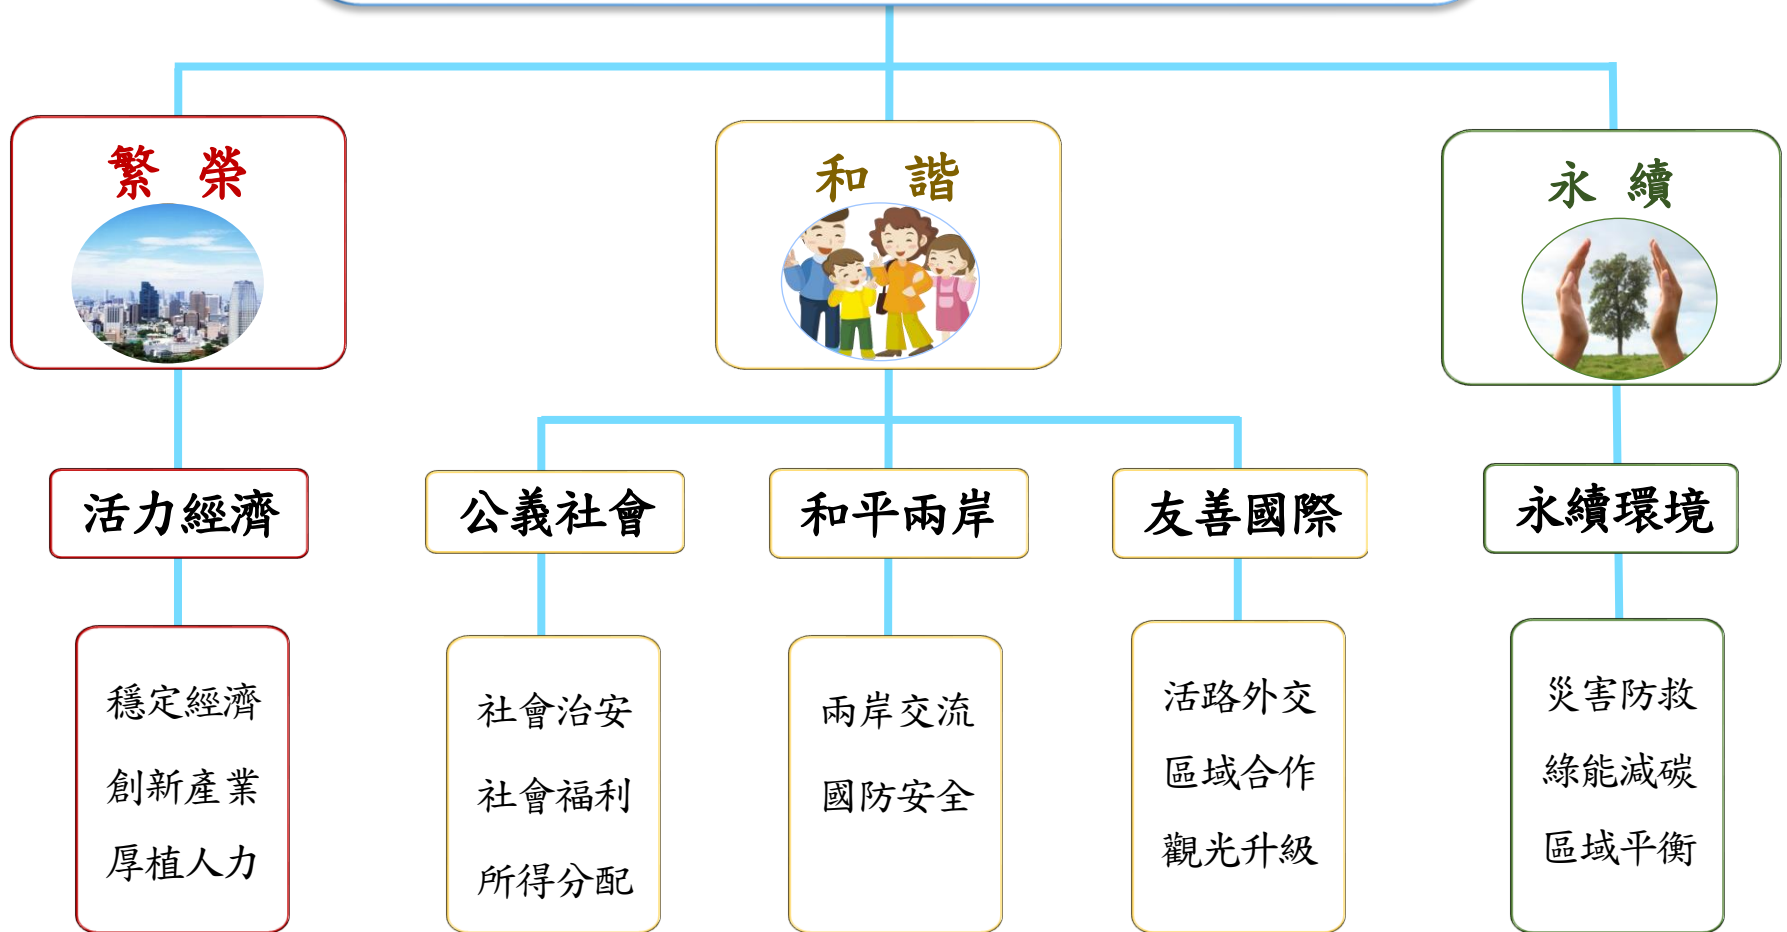 繁 榮
和 諧
永 續
活力經濟
公義社會
和平兩岸
友善國際
永續環境
穩定經濟
創新產業
厚植人力
社會治安
社會福利
所得分配
兩岸交流
國防安全
活路外交
區域合作
觀光升級
災害防救
綠能減碳
區域平衡